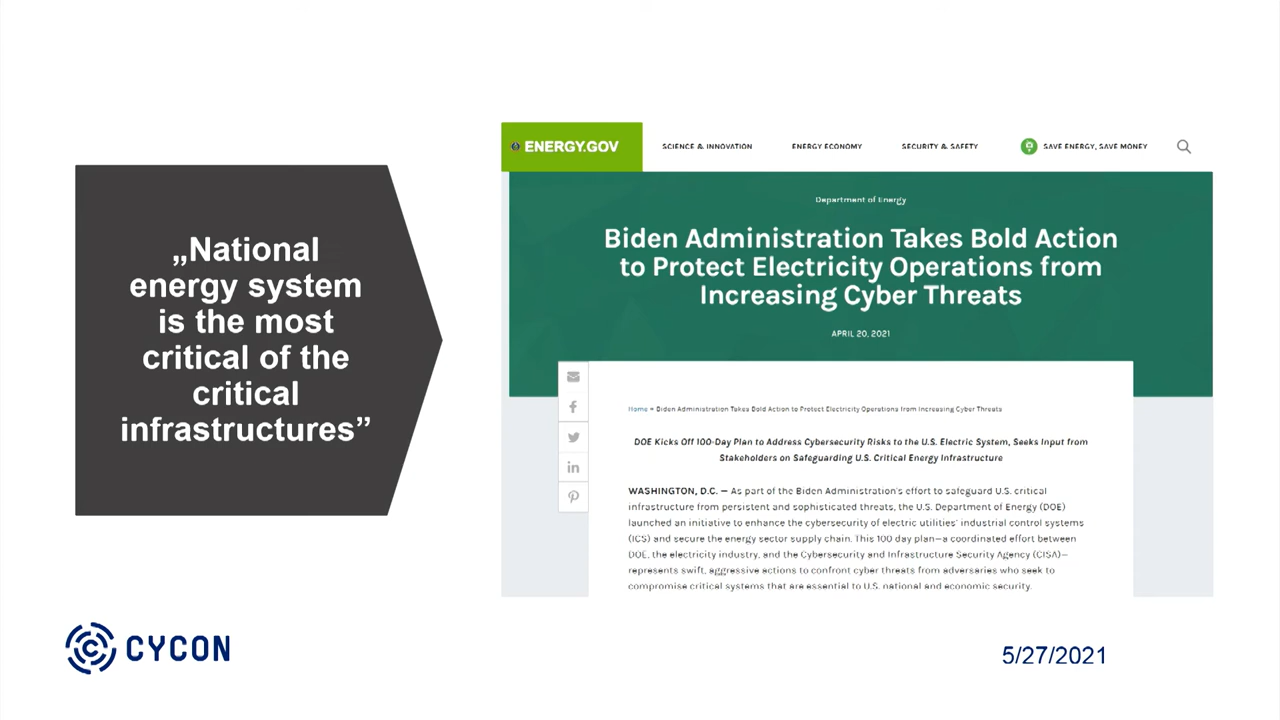 „National
energy system
is the most
critical of the
critical
infrastructures”
ENERGY.GOV
SCIENCE & INNOVATION
ENERGY ECONOMY
SECURITY & SAFETY
SAVE ENERGY, SAVE MONEY
Department of Energy
Biden Administration Takes Bold Action
to Protect Electricity Operations from
Increasing Cyber Threats
APRIL 20, 2021
Home » Biden Administration Takes Bold Action to Protect Electricity Operations from Increasing Cyber Threats
DOE Kicks Off 100-Day Plan to Address Cybersecurity Risks to the U.S. Electric System, Seeks Input from
Stakeholders on Safeguarding U.S. Critical Energy Infrastructure
WASHINGTON, D.C. — As part of the Biden Administration's effort to safeguard U.S. critical
infrastructure from persistent and sophisticated threats, the U.S. Department of Energy (DOE)
launched an initiative to enhance the cybersecurity of electric utilities' industrial control systems
(ICS) and secure the energy sector supply chain. This 100 day plan—a coordinated effort between
DOE, the electricity industry, and the Cybersecurity and Infrastructure Security Agency (CISA)—
represents swift, aggressive actions to confront cyber threats from adversaries who seek to
compromise critical systems that are essential to U.S. national and economic security.
CYCON
5/27/2021